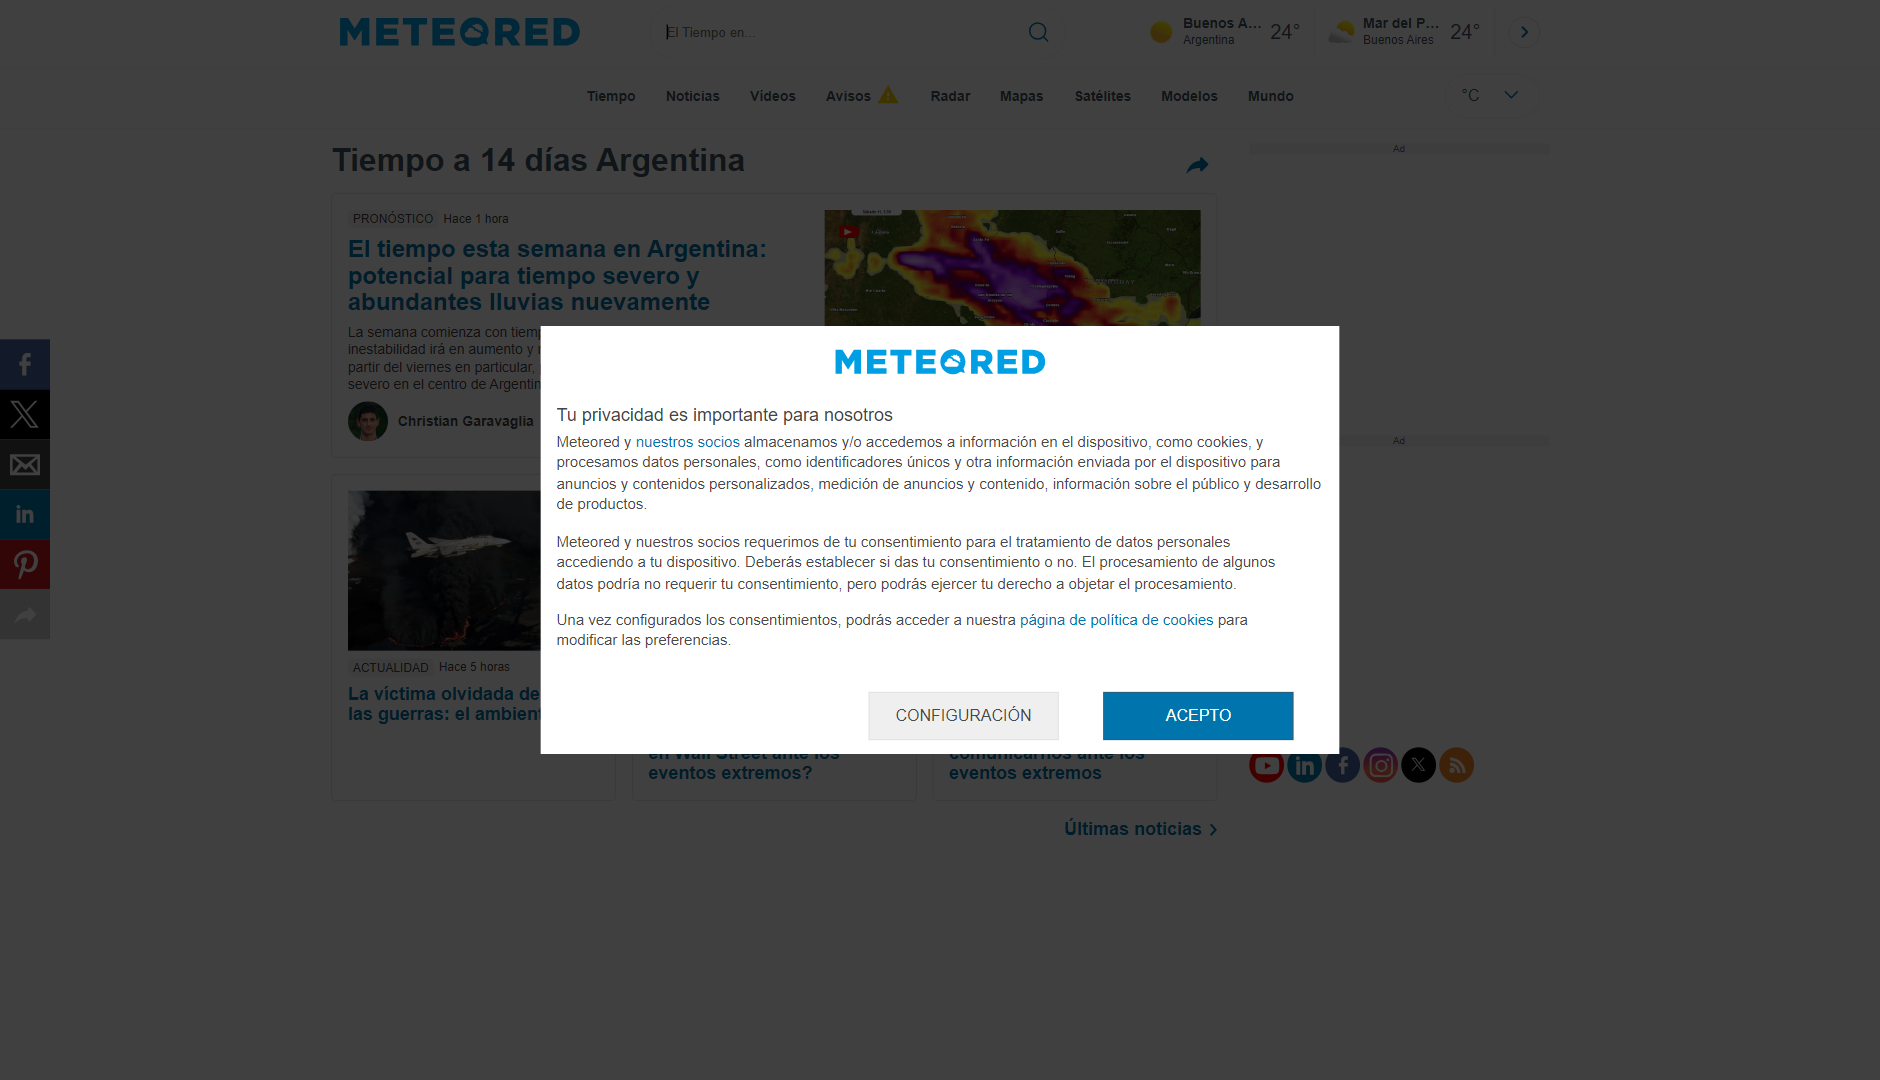 METEORED
El Tiempo en...
Buenos A...
Argentina
24°
Mar del P...
Buenos Aires
24°
Tiempo
Noticias
Vídeos
Avisos
Radar
Mapas
Satélites
Modelos
Mundo
°C
Tiempo a 14 días Argentina
Ad
PRONÓSTICO Hace 1 hora
El tiempo esta semana en Argentina:
potencial para tiempo severo y
abundantes lluvias nuevamente
La semana comienza con tiemp
inestabilidad irá en aumento y
partir del viernes en particular,
severo en el centro de Argentin
Christian Garavaglia
Ad
METEORED
Tu privacidad es importante para nosotros
Meteored y nuestros socios almacenamos y/o accedemos a información en el dispositivo, como cookies, y
procesamos datos personales, como identificadores únicos y otra información enviada por el dispositivo para
anuncios y contenidos personalizados, medición de anuncios y contenido, información sobre el público y desarrollo
de productos.
Meteored y nuestros socios requerimos de tu consentimiento para el tratamiento de datos personales
accediendo a tu dispositivo. Deberás establecer si das tu consentimiento o no. El procesamiento de algunos
datos podría no requerir tu consentimiento, pero podrás ejercer tu derecho a objetar el procesamiento.
Una vez configurados los consentimientos, podrás acceder a nuestra página de política de cookies para
modificar las preferencias.
CONFIGURACIÓN
ACEPTO
ACTUALIDAD Hace 5 horas
La víctima olvidada de
las guerras: el ambient
en Wall Street ante los
eventos extremos?
comunicarnos ante los
eventos extremos
Últimas noticias